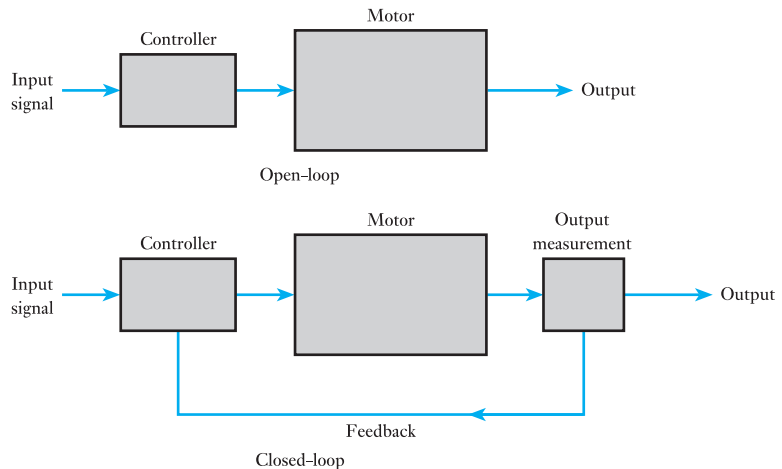 Motor
Controller
Input
signal
Output
Open–loop
Motor
Output
measurement
Controller
Input
signal
Output
Feedback
Closed–loop